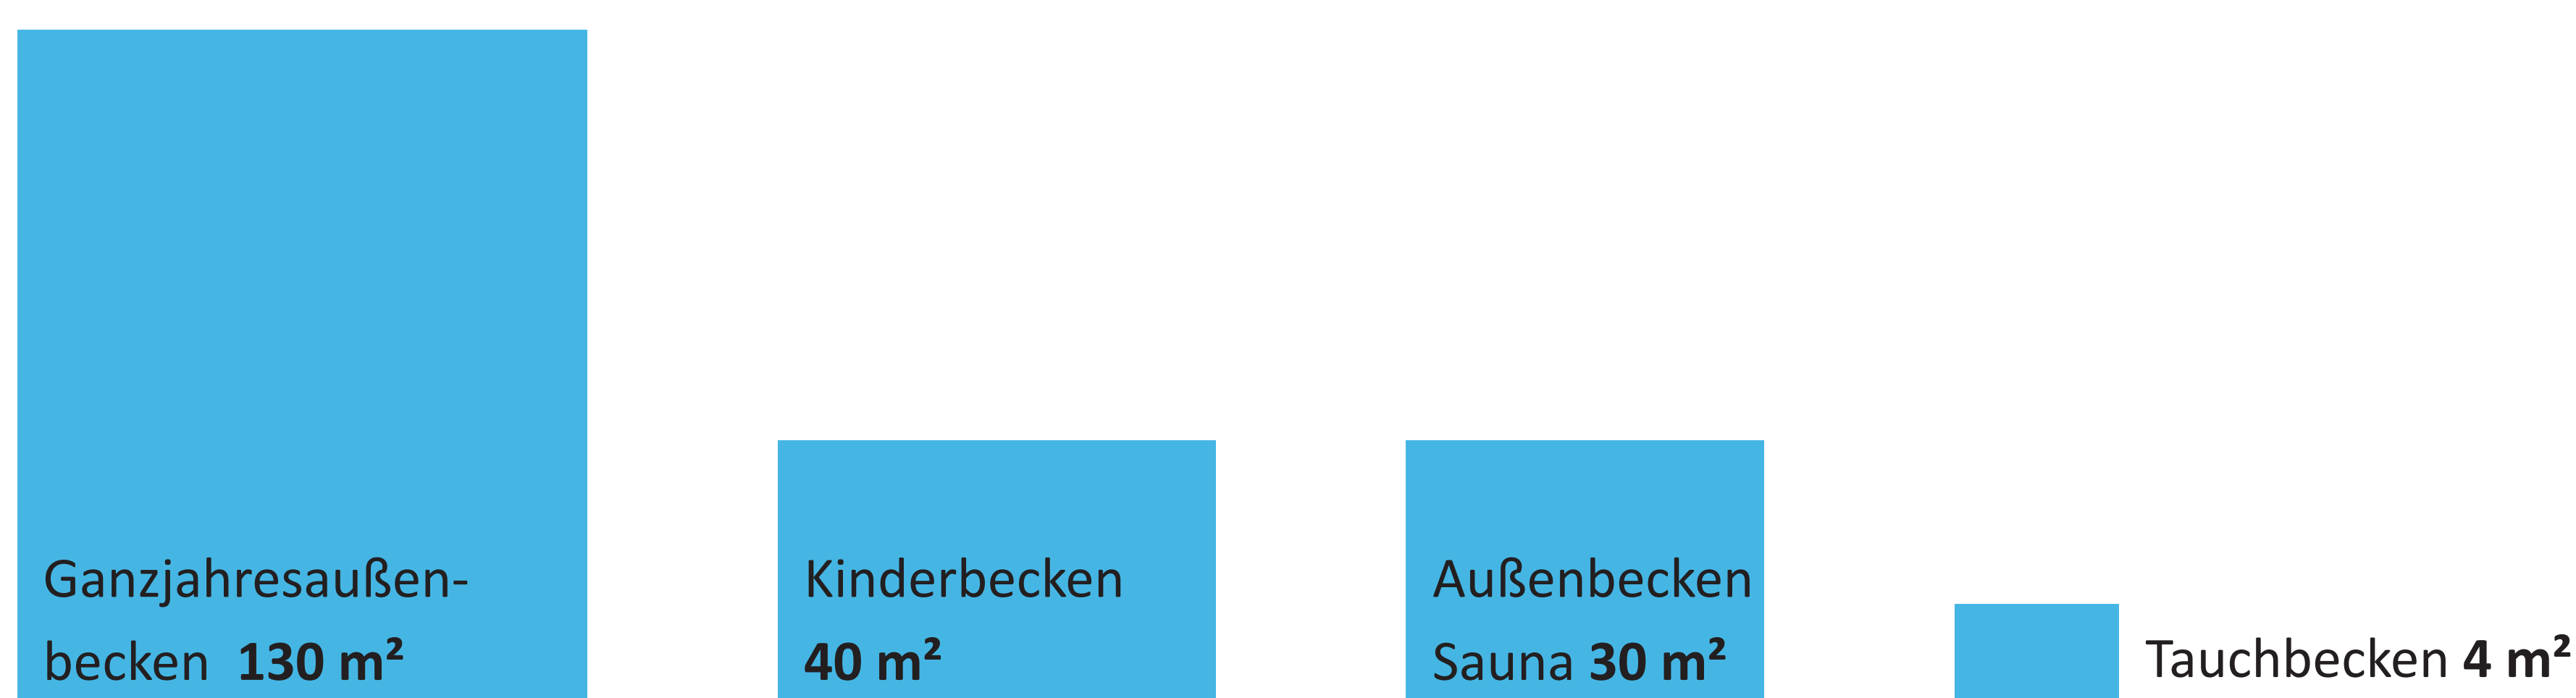 Ganzjahresaußen-
becken 130 m²
Kinderbecken
40 m²
Außenbecken
Sauna 30 m²
Tauchbecken 4 m²